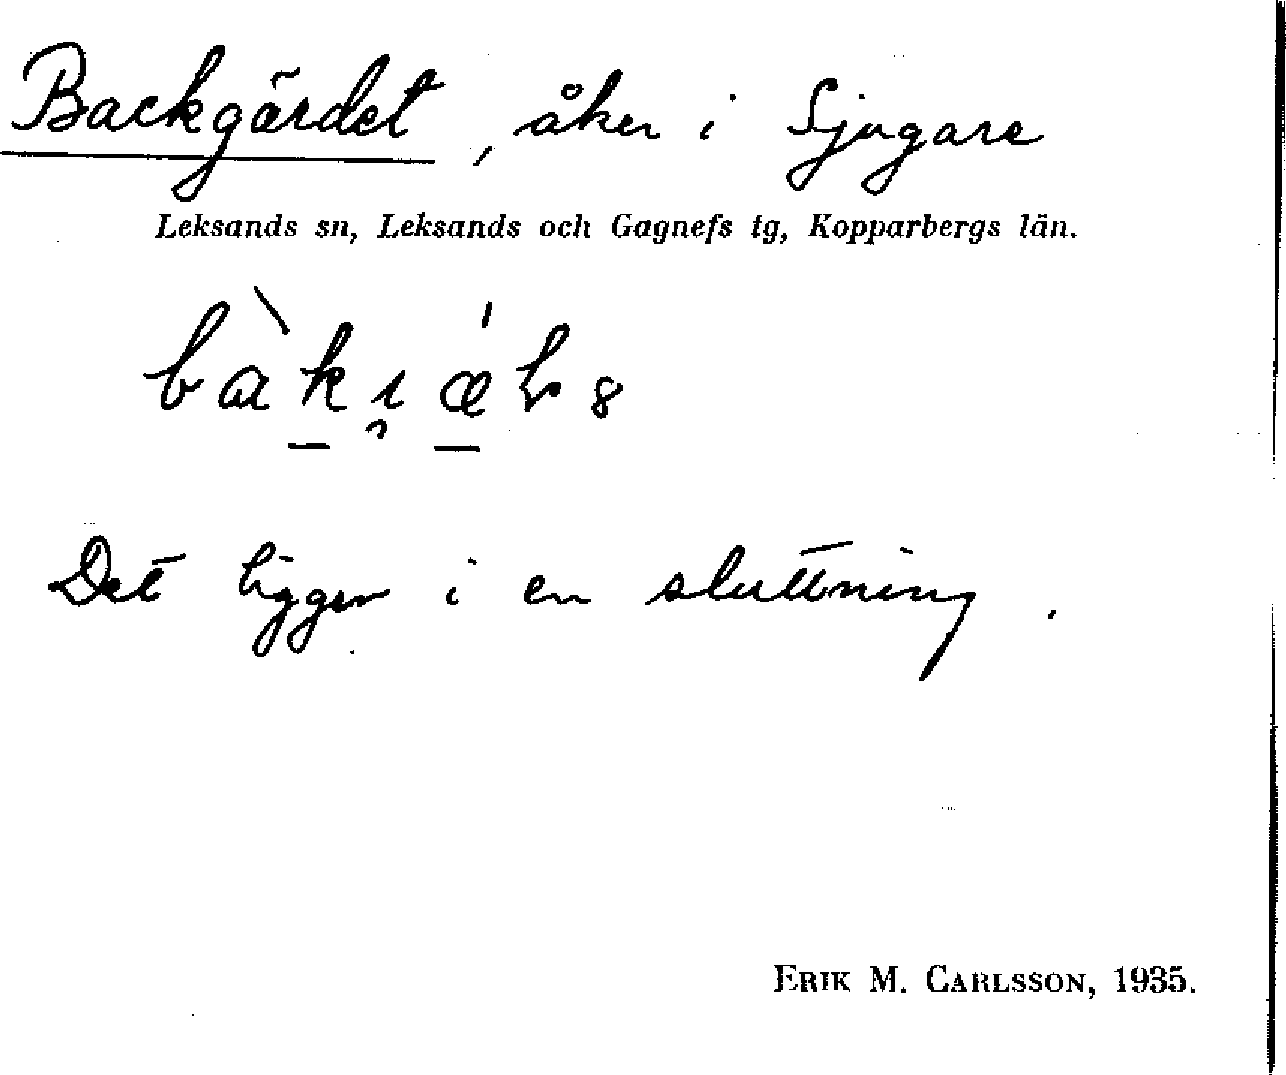 Backgärdet, åker i Sjugare
Leksands sn, Leksands och Gagnefs tg, Kopparbergs län.
Det ligger i en sluttning.
ERIK M. CARLSSON, 1935.